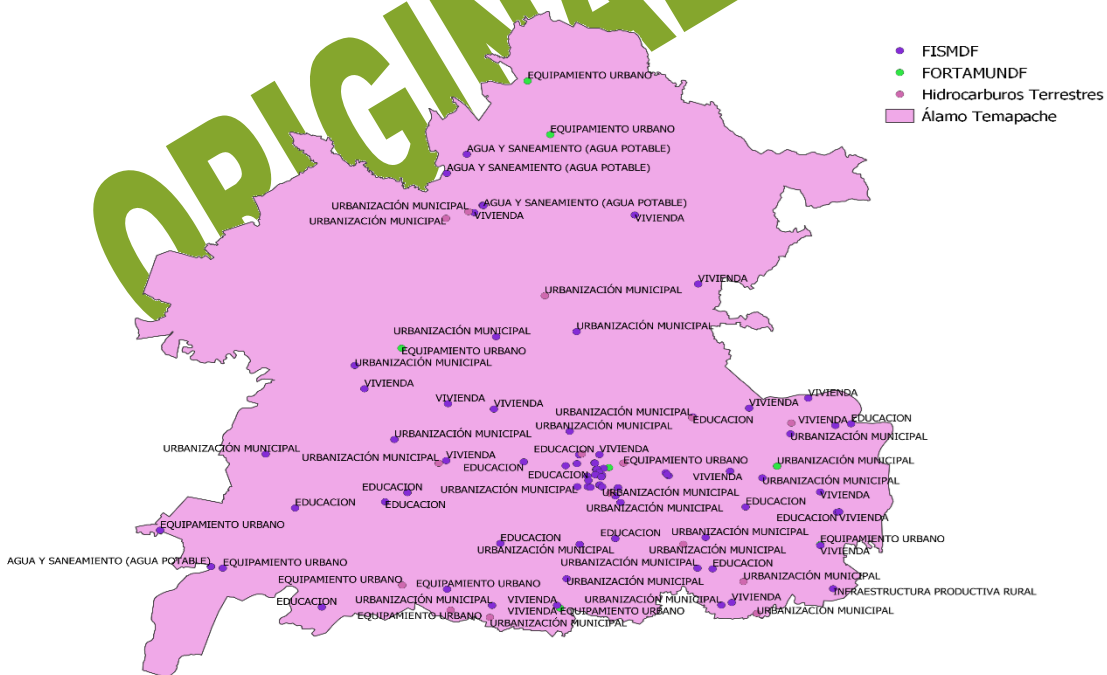 ORIGINAL
FISMDF
FORTAMUNDF
Hidrocarburos Terrestres
Álamo Temapache
EQUIPAMIENTO URBANO
EQUIPAMIENTO URBANO
AGUA Y SANEAMIENTO (AGUA POTABLE)
AGUA Y SANEAMIENTO (AGUA POTABLE)
AGUA Y SANEAMIENTO (AGUA POTABLE)
URBANIZACIÓN MUNICIPAL
VIVIENDA
VIVIENDA
URBANIZACIÓN MUNICIPAL
VIVIENDA
URBANIZACIÓN MUNICIPAL
URBANIZACIÓN MUNICIPAL
URBANIZACIÓN MUNICIPAL
EQUIPAMIENTO URBANO
URBANIZACIÓN MUNICIPAL
VIVIENDA
VIVIENDA
VIVIENDA
VIVIENDA
VIVIENDA
URBANIZACIÓN MUNICIPAL
EDUCACION
VIVIENDA
EDUCACION
URBANIZACIÓN MUNICIPAL
URBANIZACIÓN MUNICIPAL
URBANIZACIÓN MUNICIPAL
URBANIZACIÓN MUNICIPAL
EDUCACION
VIVIENDA
URBANIZACIÓN MUNICIPAL
VIVIENDA
EQUIPAMIENTO URBANO
URBANIZACIÓN MUNICIPAL
EDUCACION
EDUCACION
VIVIENDA
URBANIZACIÓN MUNICIPAL
EDUCACION
URBANIZACIÓN MUNICIPAL
URBANIZACIÓN MUNICIPAL
VIVIENDA
EDUCACION
EDUCACION
EDUCACION
URBANIZACIÓN MUNICIPAL
EDUCACION
VIVIENDA
EQUIPAMIENTO URBANO
EDUCACION
EDUCACION
URBANIZACIÓN MUNICIPAL
EQUIPAMIENTO URBANO
URBANIZACIÓN MUNICIPAL
URBANIZACIÓN MUNICIPAL
VIVIENDA
AGUA Y SANEAMIENTO (AGUA POTABLE)
EQUIPAMIENTO URBANO
URBANIZACIÓN MUNICIPAL
EDUCACION
EQUIPAMIENTO URBANO
EQUIPAMIENTO URBANO
URBANIZACIÓN MUNICIPAL
URBANIZACIÓN MUNICIPAL
INFRAESTRUCTURA PRODUCTIVA RURAL
EDUCACION
URBANIZACIÓN MUNICIPAL
VIVIENDA
URBANIZACIÓN MUNICIPAL
VIVIENDA
EQUIPAMIENTO URBANO
VIVIENDA
EQUIPAMIENTO URBANO
URBANIZACIÓN MUNICIPAL
URBANIZACIÓN MUNICIPAL